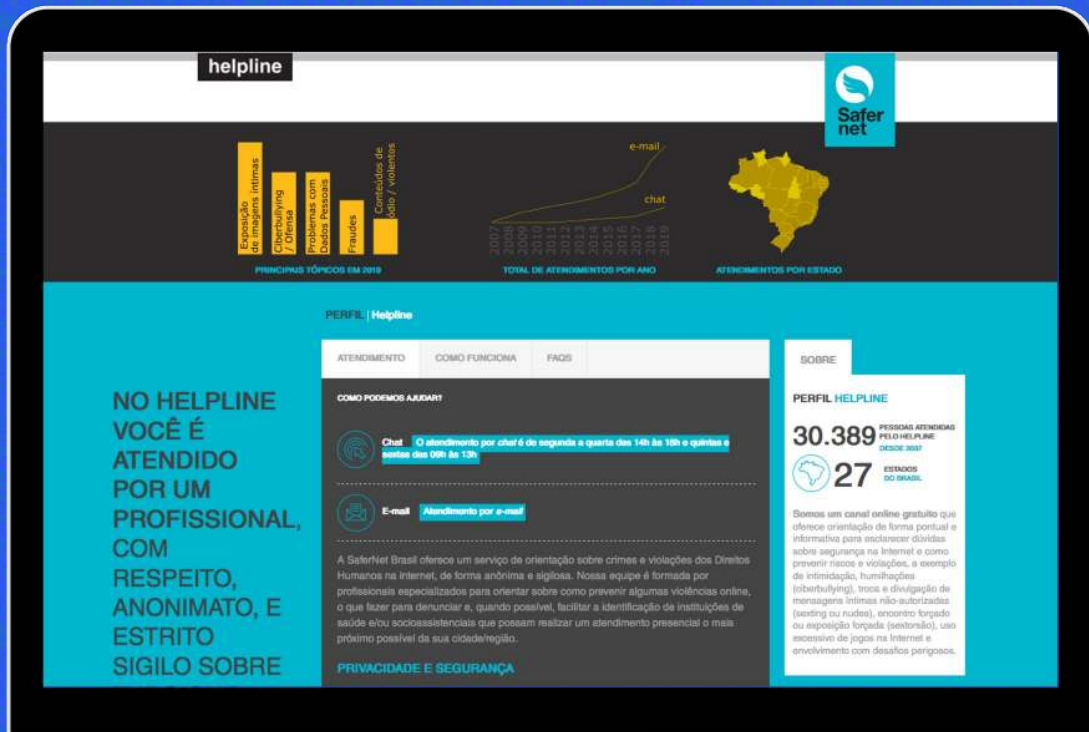 helpline
Safer
net
Exposição
de imagens íntimas
Ciberbullying
/ Ofensa
Problemas com
Dados Pessoais
Fraudes
Conteúdos de
ódio / violentos
PRINCIPAIS TÓPICOS EM 2019
e-mail
chat
2007
2008
2009
2010
2011
2012
2013
2014
2015
2016
2017
2018
2019
TOTAL DE ATENDIMENTOS POR ANO
ATENDIMENTOS POR ESTADO
PERFIL | Helpline
NO HELPLINE
VOCÊ É
ATENDIDO
POR UM
PROFISSIONAL,
COM
RESPEITO,
ANONIMATO, E
ESTRITO
SIGILO SOBRE
ATENDIMENTO
COMO FUNCIONA
FAQS
COMO PODEMOS AJUDAR?
Chat O atendimento por chat é de segunda a quarta das 14h às 18h e quintas e
sextas das 09h às 13h
E-mail Atendimento por e-mail
A SaferNet Brasil oferece um serviço de orientação sobre crimes e violações dos Direitos
Humanos na internet, de forma anônima e sigilosa. Nossa equipe é formada por
profissionais especializados para orientar sobre como prevenir algumas violências online,
o que fazer para denunciar e, quando possível, facilitar a identificação de instituições de
saúde e/ou socioassistenciais que possam realizar um atendimento presencial o mais
próximo possível da sua cidade/região.
PRIVACIDADE E SEGURANÇA
SOBRE
PERFIL HELPLINE
30.389 PESSOAS ATENDIDAS
PELO HELPLINE
DESDE 2007
27 ESTADOS
DO BRASIL
Somos um canal online gratuito que
oferece orientação de forma pontual e
informativa para esclarecer dúvidas
sobre segurança na Internet e como
prevenir riscos e violações, a exemplo
de intimidação, humilhações
(ciberbullying), troca e divulgação de
mensagens íntimas não-autorizadas
(sexting ou nudes), encontro forçado
ou exposição forçada (sextorsão), uso
excessivo de jogos na Internet e
envolvimento com desafios perigosos.